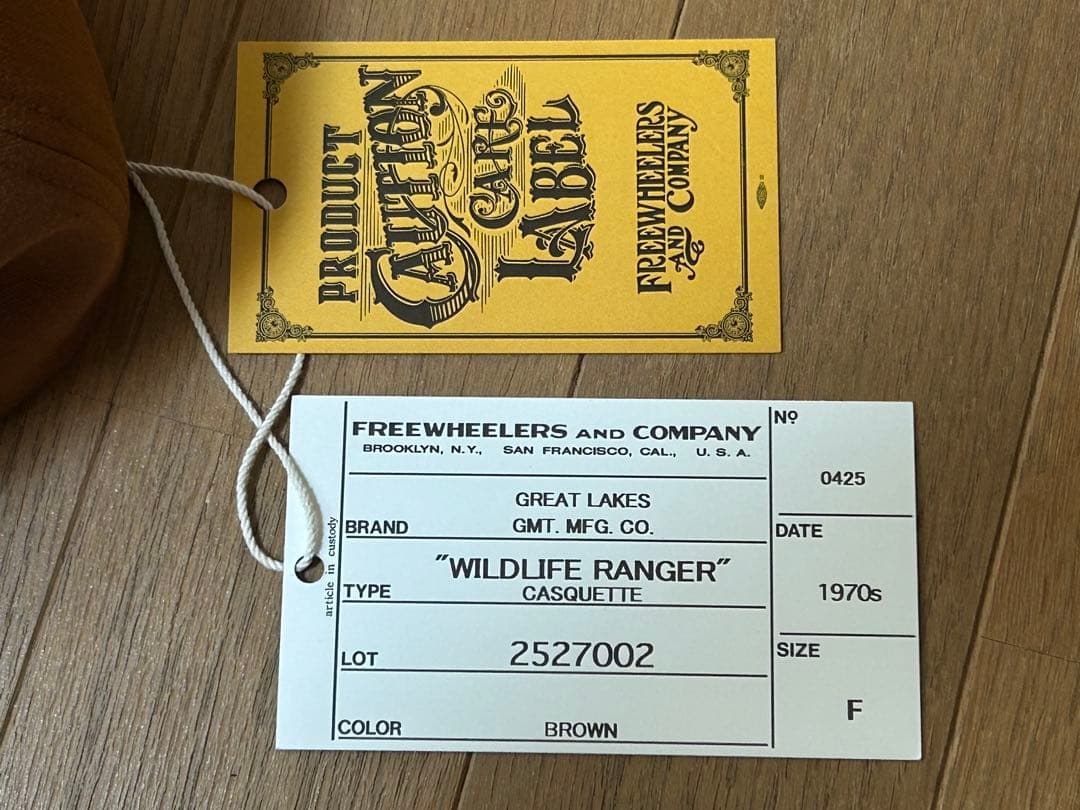 PRODUCT
CAUTION
CARE
LABEL
FREEWHEELERS
AND COMPANY
FREEWHEELERS AND COMPANY
BROOKLYN, N.Y., SAN FRANCISCO, CAL., U. S. A.
BRAND GREAT LAKES
GMT. MFG. CO.
TYPE "WILDLIFE RANGER"
CASQUETTE
LOT 2527002
COLOR BROWN
Nº
0425
DATE
1970s
SIZE
F
article in custody